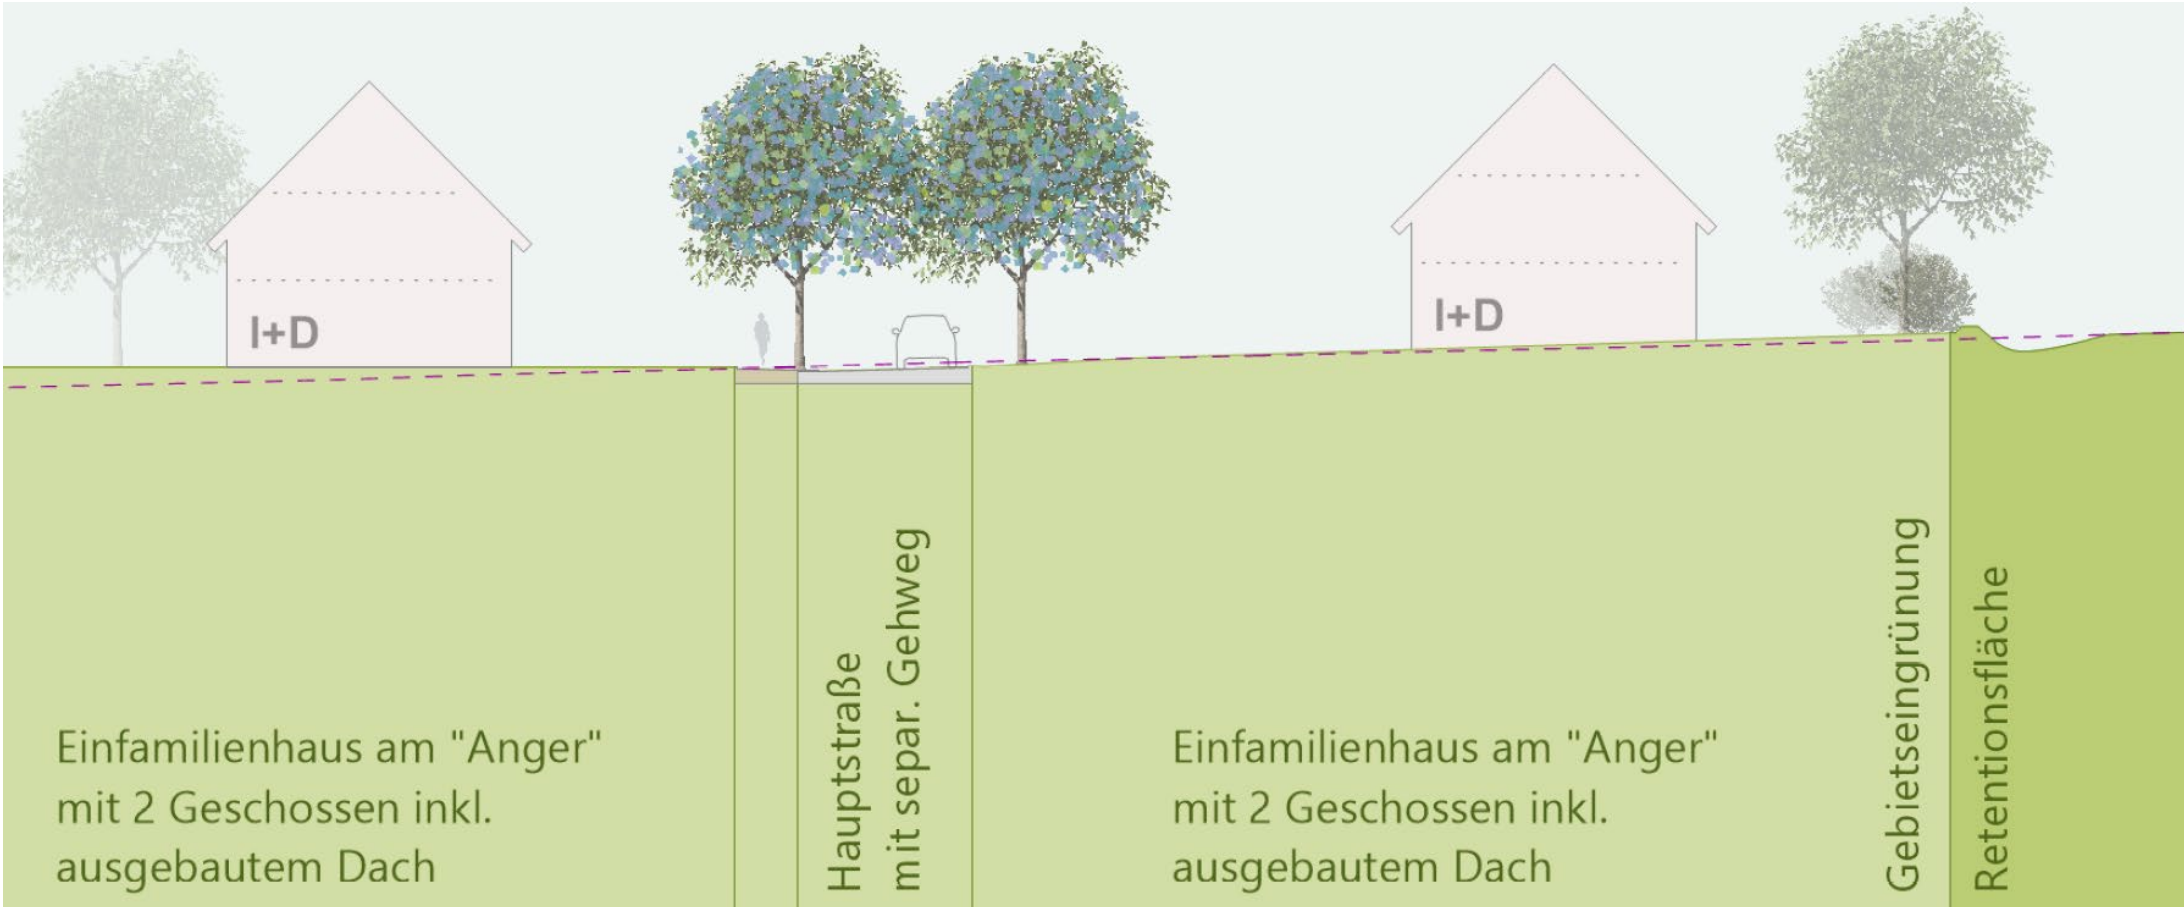 I+D
I+D
Einfamilienhaus am "Anger"
mit 2 Geschossen inkl.
ausgebautem Dach
Hauptstraße
mit separ. Gehweg
Einfamilienhaus am "Anger"
mit 2 Geschossen inkl.
ausgebautem Dach
Gebietseingrünung
Retentionsfläche